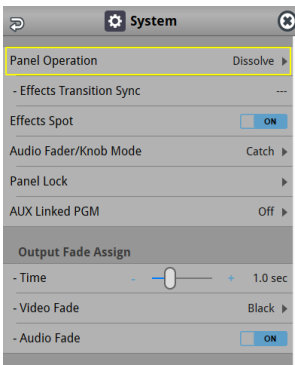 System
Panel Operation Dissolve
- Effects Transition Sync ---
Effects Spot ON
Audio Fader/Knob Mode Catch
Panel Lock
AUX Linked PGM Off
Output Fade Assign
- Time - + 1.0 sec
- Video Fade Black
- Audio Fade ON